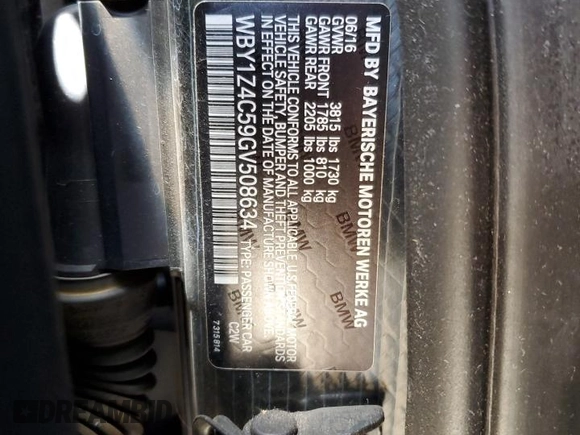 MFD BY BAYERISCHE MOTOREN WERKE AG
06/16
GVWR 3815 lbs 1730 kg
GAWR FRONT 1785 lbs 810 kg
GAWR REAR 2205 lbs 1000 kg
THIS VEHICLE CONFORMS TO ALL APPLICABLE U.S. FEDERAL MOTOR
VEHICLE SAFETY, BUMPER AND THEFT PREVENTION STANDARDS
IN EFFECT ON THE DATE OF MANUFACTURE SHOWN ABOVE.
WBY1Z4C59GV508634
TYPE: PASSENGER CAR
C2W
7315814
BMW
BMW
BMW
BMW
BMW
DREAMBID